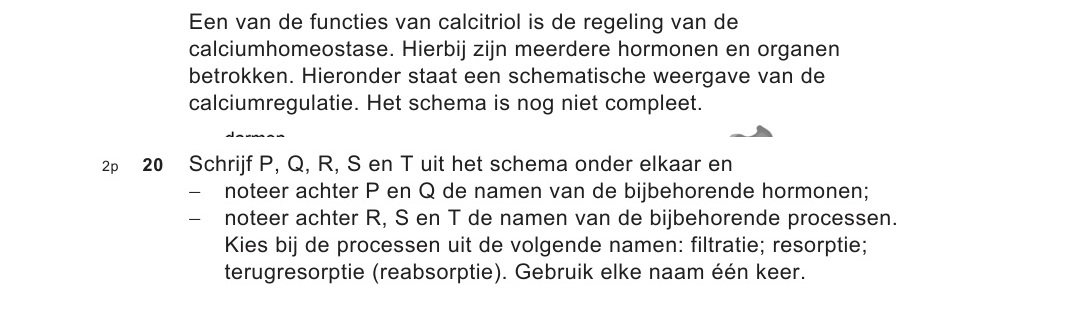 Een van de functies van calcitriol is de regeling van de
calciumhomeostase. Hierbij zijn meerdere hormonen en organen
betrokken. Hieronder staat een schematische weergave van de
calciumregulatie. Het schema is nog niet compleet.
2p 20 Schrijf P, Q, R, S en T uit het schema onder elkaar en
– noteer achter P en Q de namen van de bijbehorende hormonen;
– noteer achter R, S en T de namen van de bijbehorende processen.
Kies bij de processen uit de volgende namen: filtratie; resorptie;
terugresorptie (reabsorptie). Gebruik elke naam één keer.